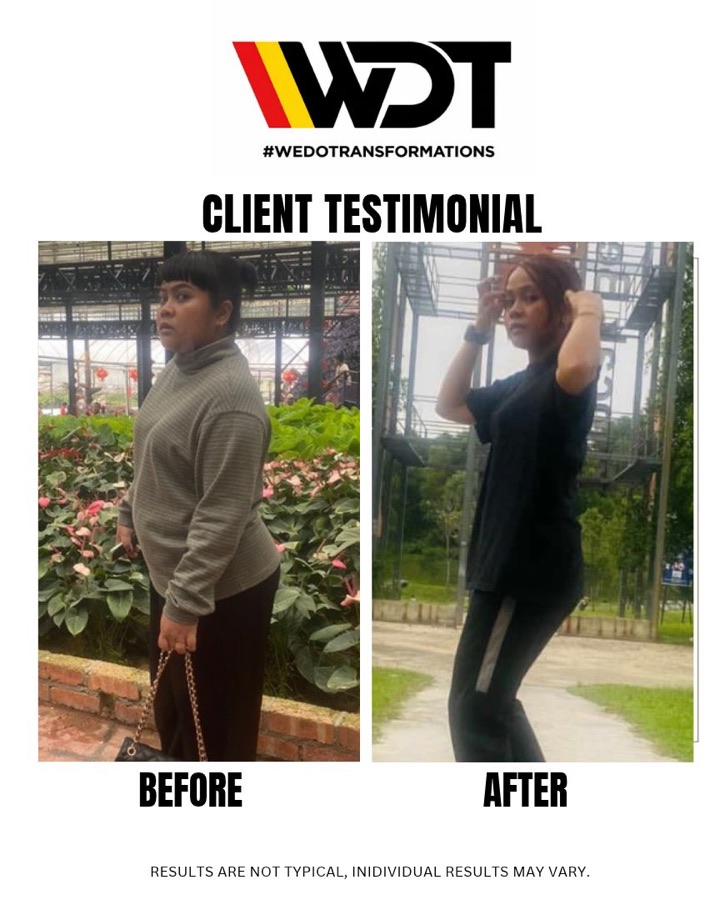 WDT
#WEDOTRANSFORMATIONS
CLIENT TESTIMONIAL
BEFORE
AFTER
RESULTS ARE NOT TYPICAL, INIDIVIDUAL RESULTS MAY VARY.